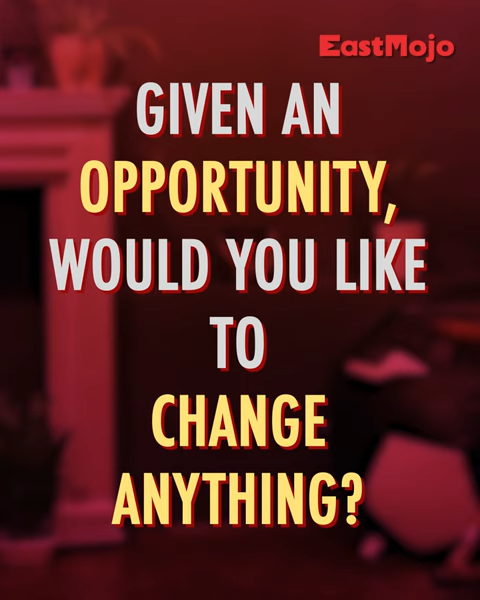 EastMojo
GIVEN AN
OPPORTUNITY,
WOULD YOU LIKE
TO
CHANGE
ANYTHING?